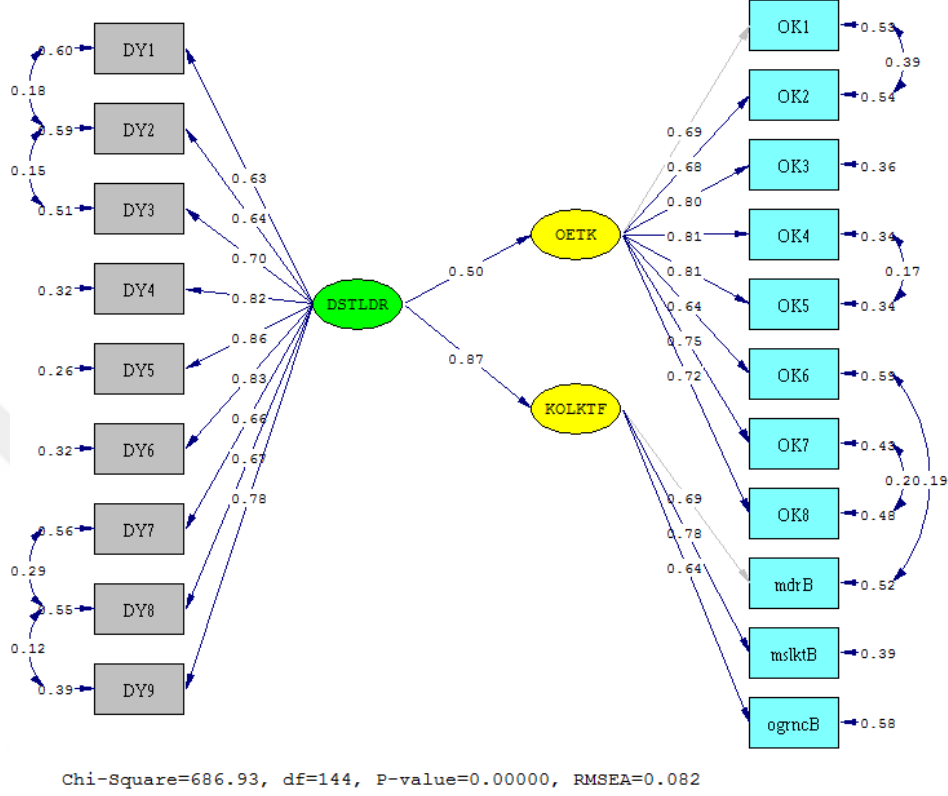 0.60
DY1
0.18
0.59
DY2
0.15
0.51
DY3
0.32
DY4
0.26
DY5
0.32
DY6
0.56
DY7
0.29
0.55
DY8
0.12
0.39
DY9
0.63
0.64
0.70
0.82
0.86
0.83
0.66
0.67
0.78
DSTLDR
0.50
0.87
OETK
KOLKTF
0.69
0.68
0.80
0.81
0.81
0.64
0.75
0.72
0.69
0.78
0.64
OK1
0.53
0.39
OK2
0.54
OK3
0.36
OK4
0.34
0.17
OK5
0.34
OK6
0.59
OK7
0.43
0.20
0.19
OK8
0.48
mdrB
0.52
mslktB
0.39
ogrncB
0.58
Chi-Square=686.93, df=144, P-value=0.00000, RMSEA=0.082